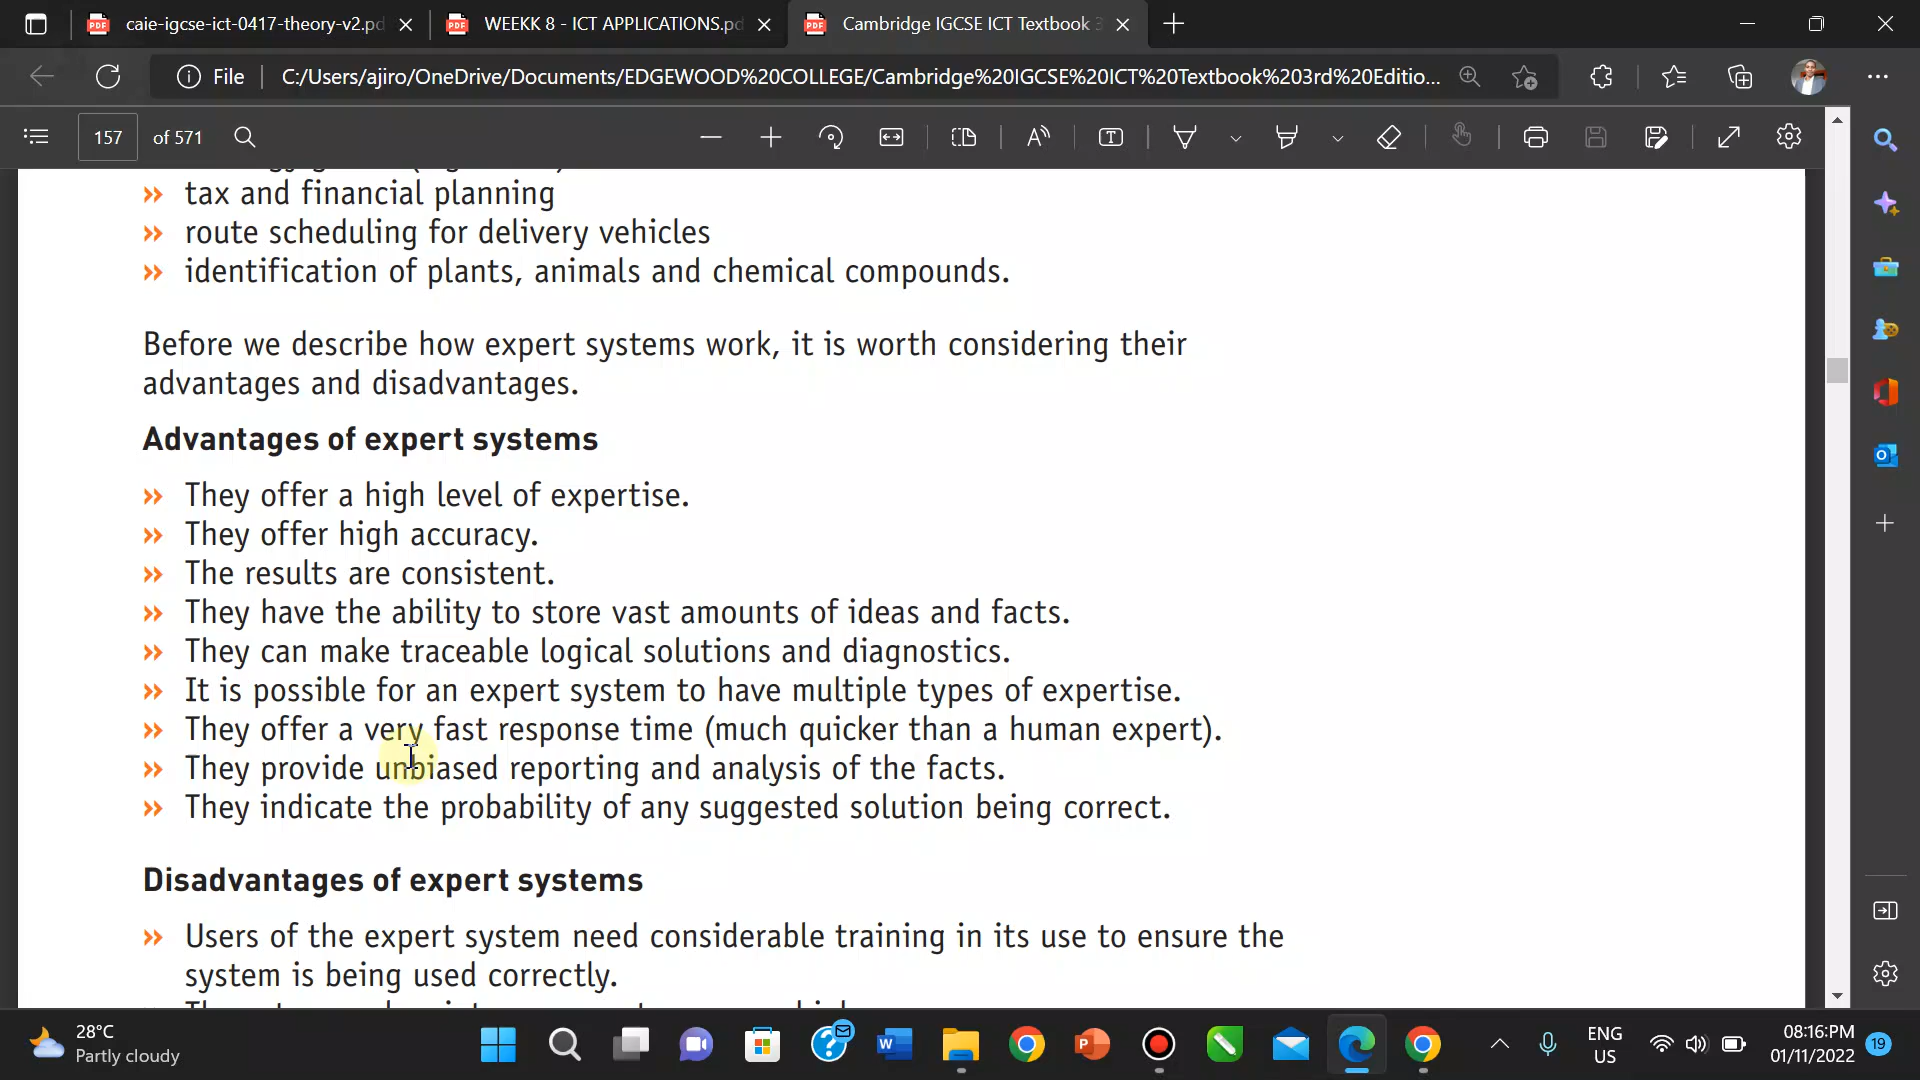 caie-igcse-ict-0417-theory-v2.pd
WEEKK 8 - ICT APPLICATIONS.pd
Cambridge IGCSE ICT Textbook 3
File
C:/Users/ajiro/OneDrive/Documents/EDGEWOOD%20COLLEGE/Cambridge%20IGCSE%20ICT%20Textbook%203rd%20Editio...
157 of 571
» tax and financial planning
» route scheduling for delivery vehicles
» identification of plants, animals and chemical compounds.
Before we describe how expert systems work, it is worth considering their
advantages and disadvantages.
Advantages of expert systems
» They offer a high level of expertise.
» They offer high accuracy.
» The results are consistent.
» They have the ability to store vast amounts of ideas and facts.
» They can make traceable logical solutions and diagnostics.
» It is possible for an expert system to have multiple types of expertise.
» They offer a very fast response time (much quicker than a human expert).
» They provide unbiased reporting and analysis of the facts.
» They indicate the probability of any suggested solution being correct.
Disadvantages of expert systems
» Users of the expert system need considerable training in its use to ensure the
system is being used correctly.
28°C
Partly cloudy
ENG
US
08:16:PM
01/11/2022
19